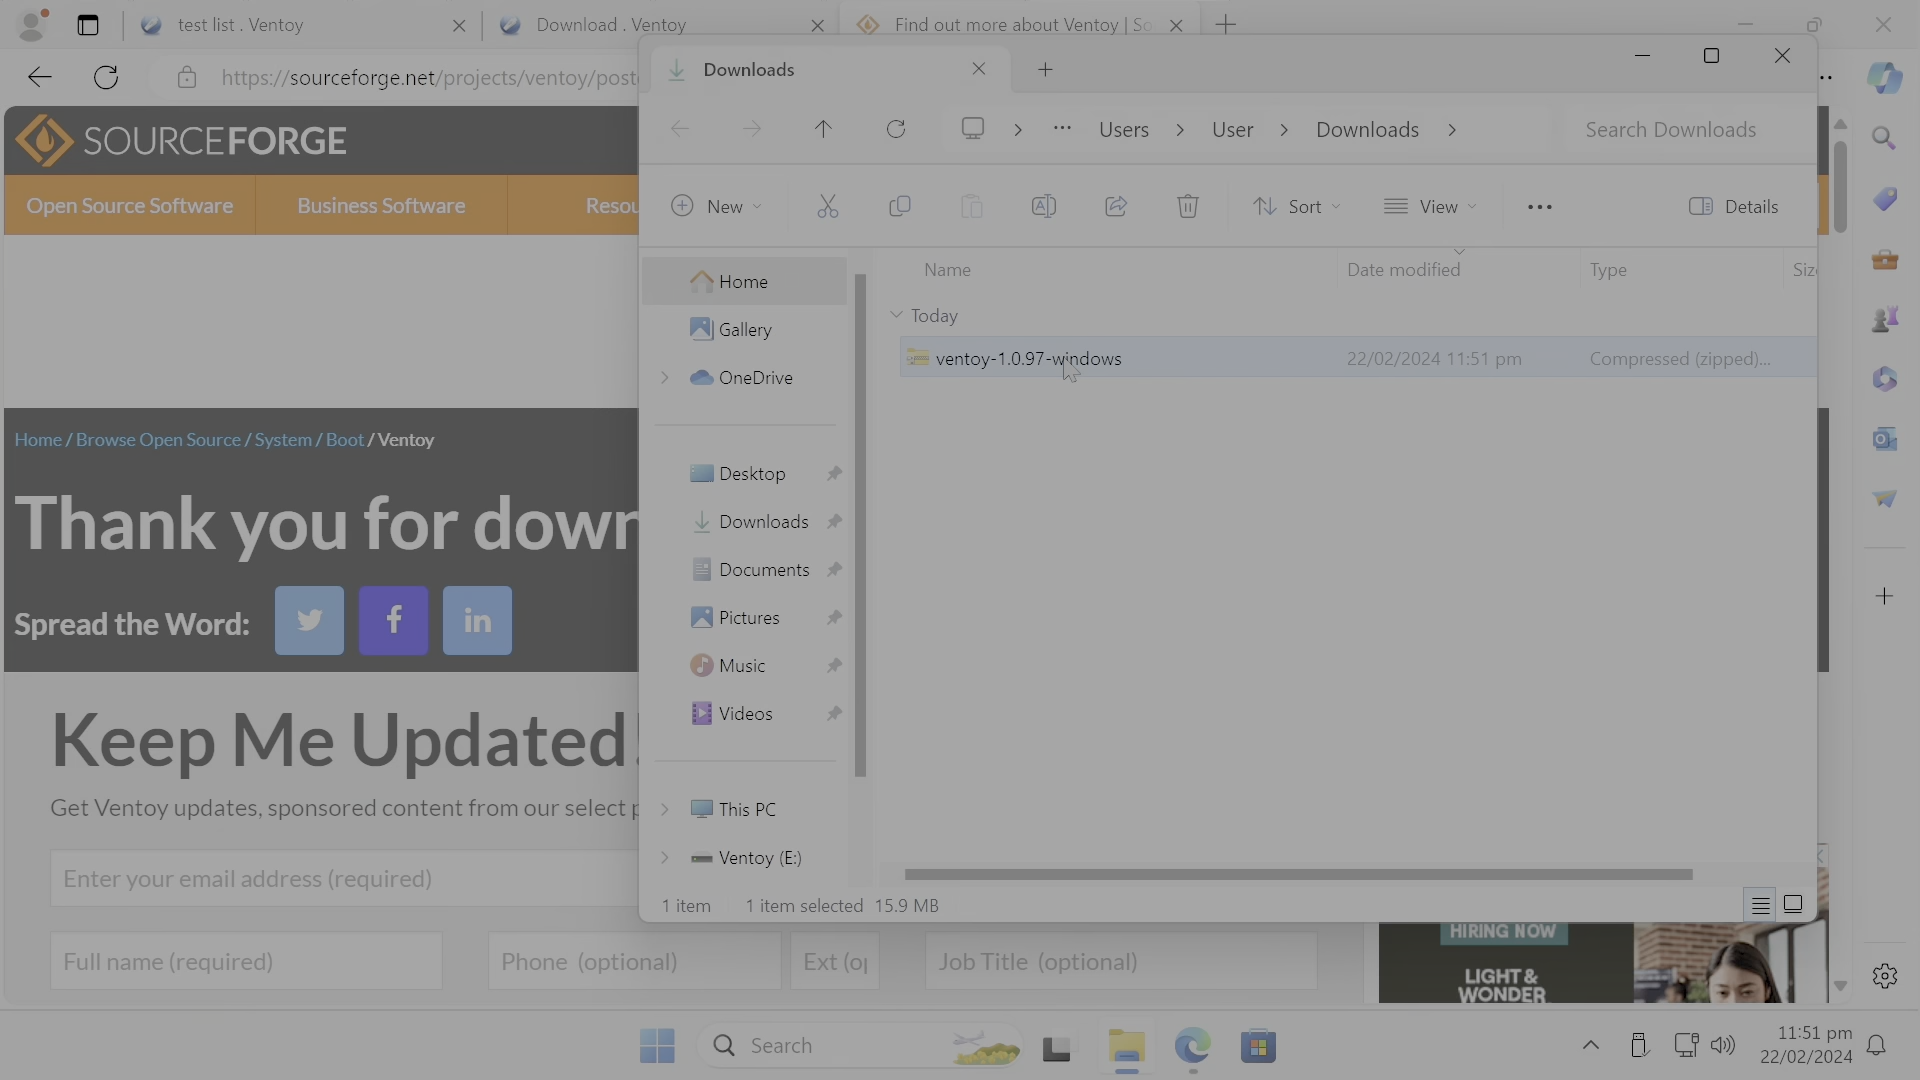 test list . Ventoy
Download . Ventoy
Find out more about Ventoy | So
https://sourceforge.net/projects/ventoy/post
Downloads
Users
User
Downloads
Search Downloads
SOURCEFORGE
Open Source Software
Business Software
Resou
New
Sort
View
Details
Name
Date modified
Type
Size
Home
Gallery
OneDrive
Desktop
Downloads
Documents
Pictures
Music
Videos
This PC
Ventoy (E:)
Today
ventoy-1.0.97-windows
22/02/2024 11:51 pm
Compressed (zipped)...
1 item
1 item selected 15.9 MB
Home / Browse Open Source / System / Boot / Ventoy
Thank you for down
Spread the Word:
Keep Me Updated!
Get Ventoy updates, sponsored content from our select p
Enter your email address (required)
Full name (required)
Phone (optional)
Ext (op
Job Title (optional)
HIRING NOW
LIGHT &
WONDER
Search
11:51 pm
22/02/2024